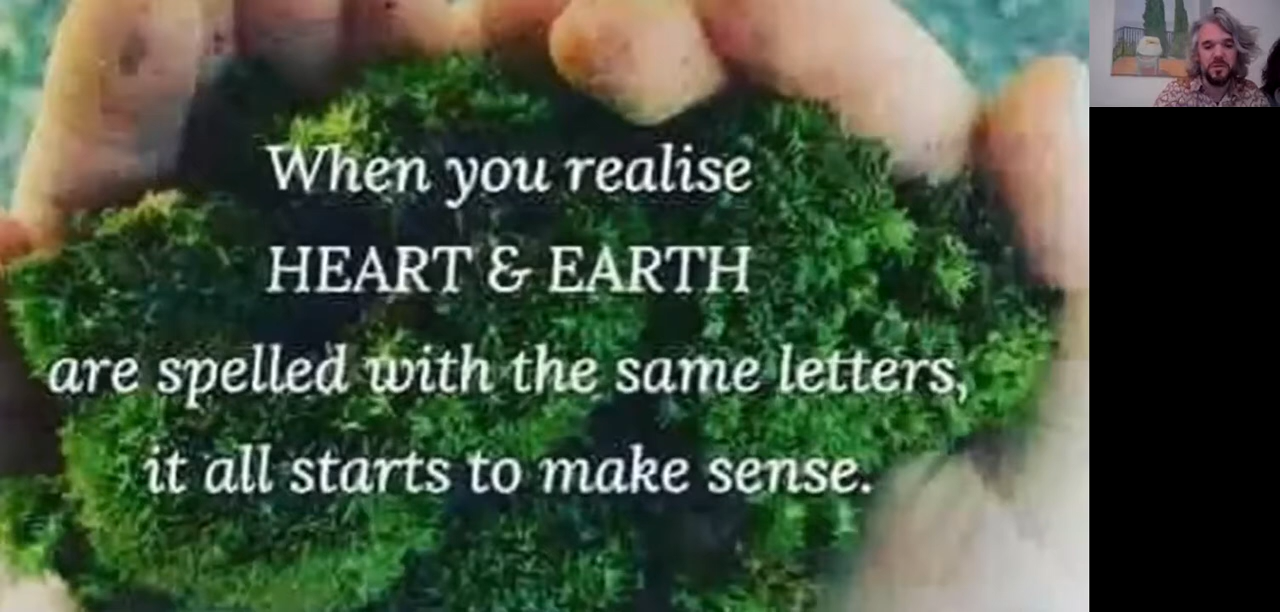 When you realise
HEART & EARTH
are spelled with the same letters,
it all starts to make sense.